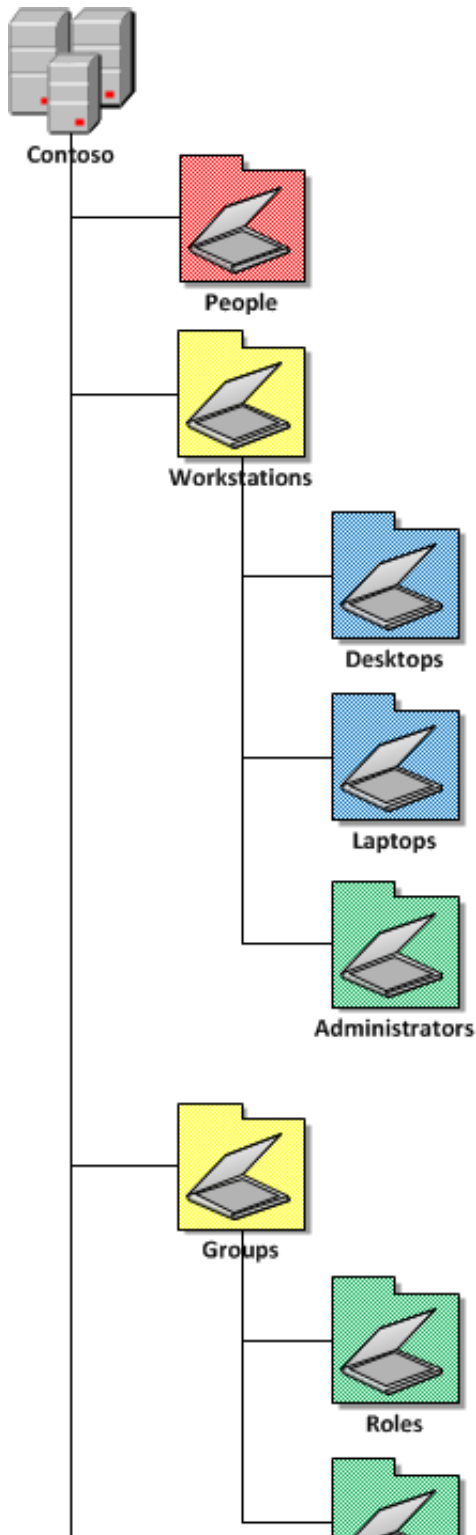 Contoso
People
Workstations
Desktops
Laptops
Administrators
Groups
Roles